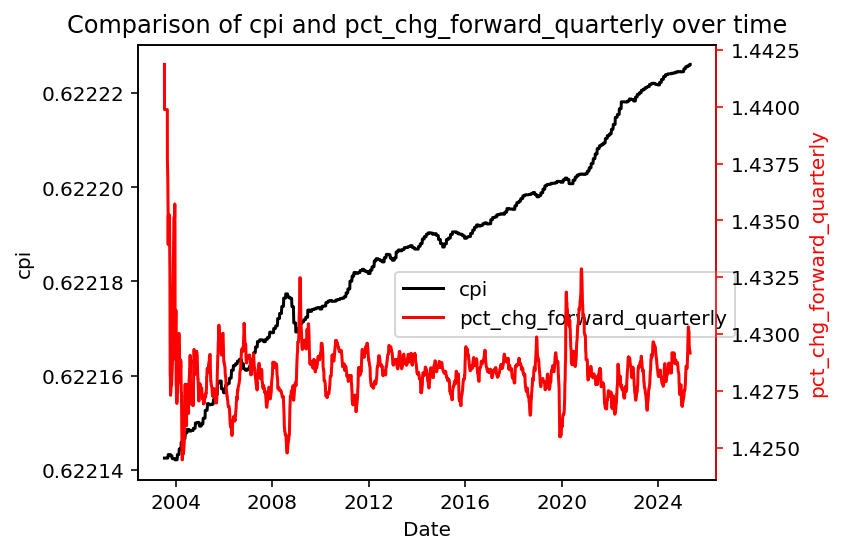 Comparison of cpi and pct_chg_forward_quarterly over time
0.62222
0.62220
0.62218
0.62216
0.62214
cpi
1.4425
1.4400
1.4375
1.4350
1.4325
1.4300
1.4275
1.4250
pct_chg_forward_quarterly
cpi
pct_chg_forward_quarterly
2004 2008 2012 2016 2020 2024
Date